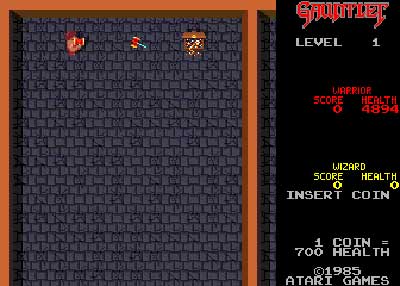 GAUNTLET
LEVEL 1
WARRIOR
SCORE HEALTH
0 4894
WIZARD
SCORE HEALTH
0 0
INSERT COIN
1 COIN =
700 HEALTH
©1985
ATARI GAMES